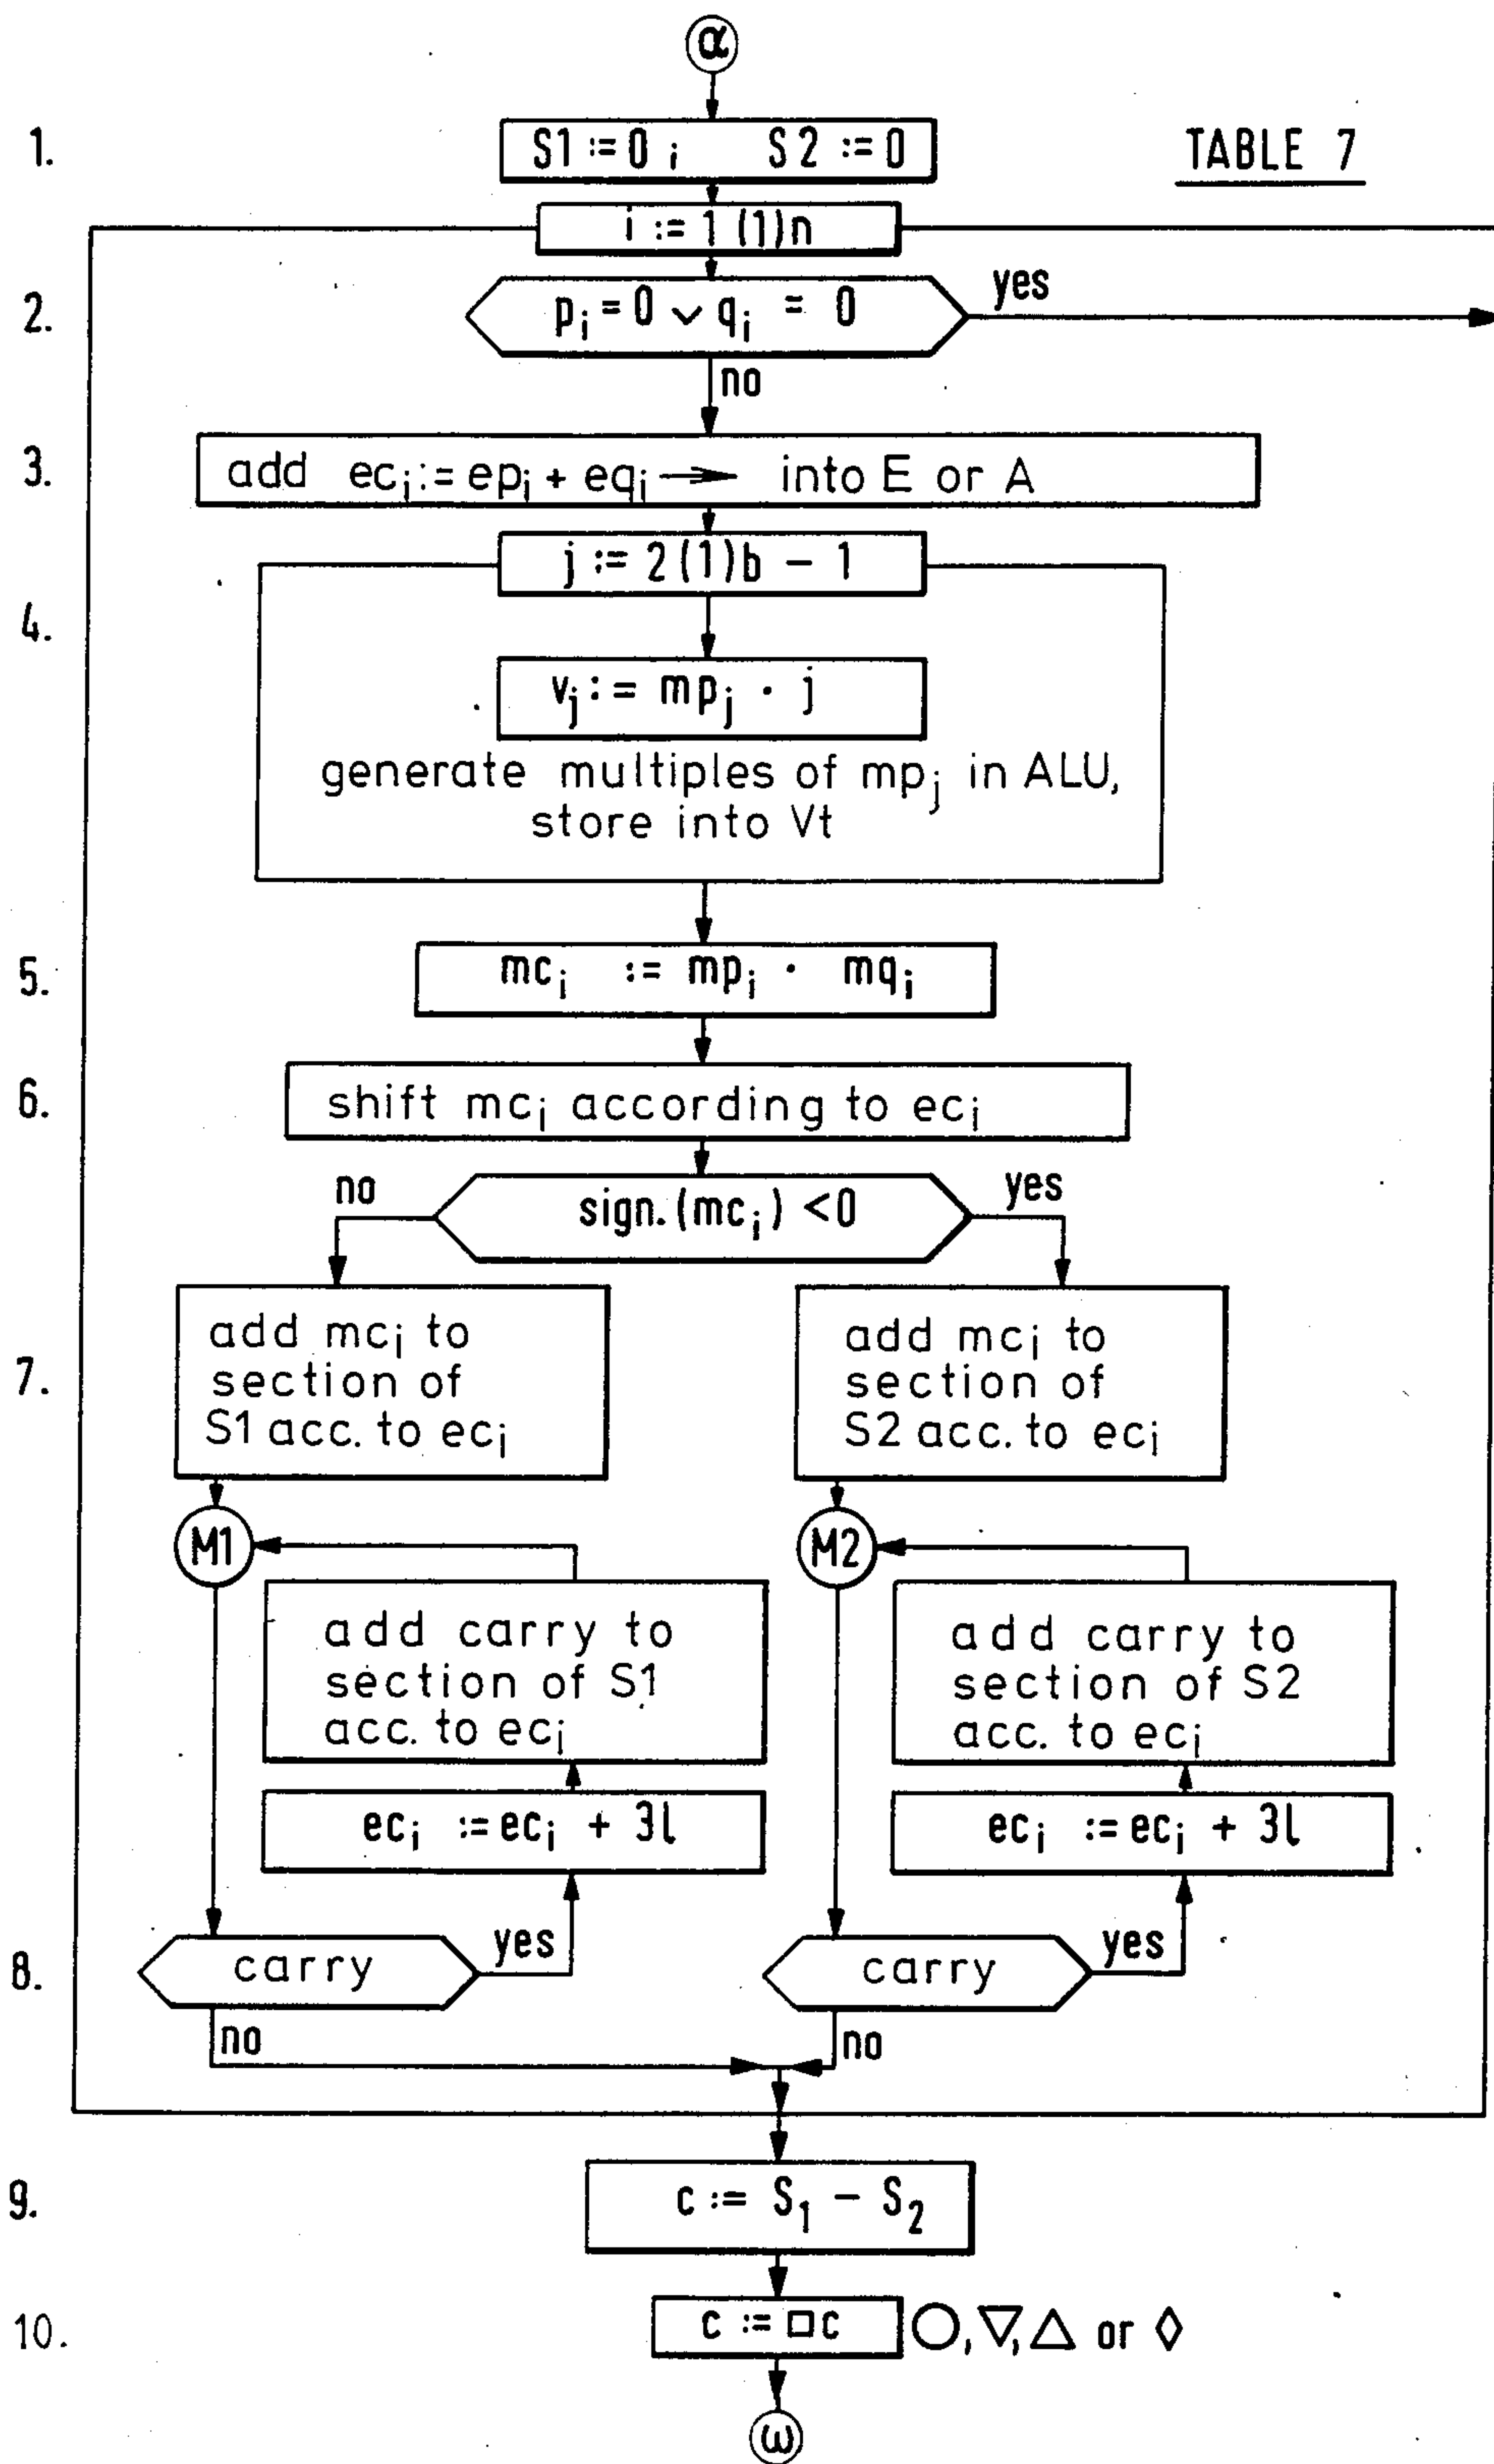 α
1.
S1 := 0 ; S2 := 0
TABLE 7
i := 1 (1) n
2.
p_i = 0 ∨ q_i = 0
yes
no
3.
add ec_i := ep_i + eq_i → into E or A
j := 2 (1) b - 1
4.
v_j := mp_j · j
generate multiples of mp_j in ALU,
store into Vt
5.
mc_i := mp_i · mq_i
6.
shift mc_i according to ec_i
no
sign. (mc_i) < 0
yes
7.
add mc_i to
section of
S1 acc. to ec_i
add mc_i to
section of
S2 acc. to ec_i
M1
M2
add carry to
section of S1
acc. to ec_i
add carry to
section of S2
acc. to ec_i
ec_i := ec_i + 3l
ec_i := ec_i + 3l
8.
carry
yes
carry
yes
no
no
9.
c := S_1 - S_2
10.
c := □c ○, ▽, △ or ◊
ω